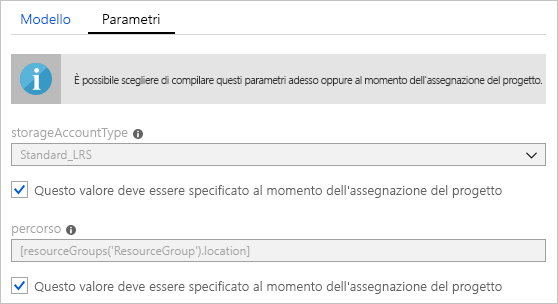 Modello Parametri
È possibile scegliere di compilare questi parametri adesso oppure al momento dell'assegnazione del progetto.
storageAccountType
Standard_LRS
Questo valore deve essere specificato al momento dell'assegnazione del progetto
percorso
[resourceGroups('ResourceGroup').location]
Questo valore deve essere specificato al momento dell'assegnazione del progetto